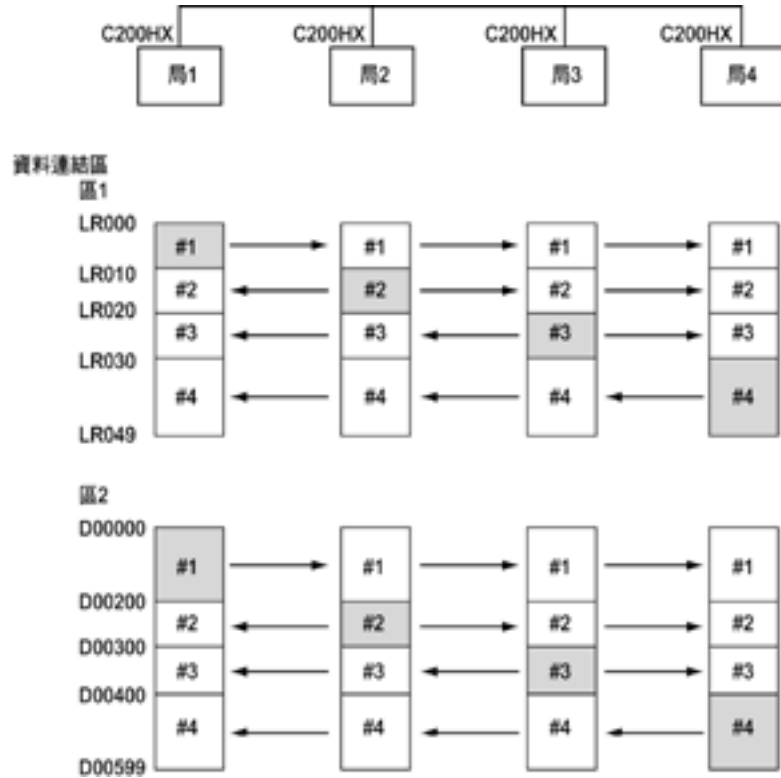 C200HX C200HX C200HX C200HX
局1 局2 局3 局4
資料連結區
區1
LR000
#1 #1 #1 #1
LR010
#2 #2 #2 #2
LR020
#3 #3 #3 #3
LR030
#4 #4 #4 #4
LR049
區2
D00000
#1 #1 #1 #1
D00200
#2 #2 #2 #2
D00300
#3 #3 #3 #3
D00400
#4 #4 #4 #4
D00599